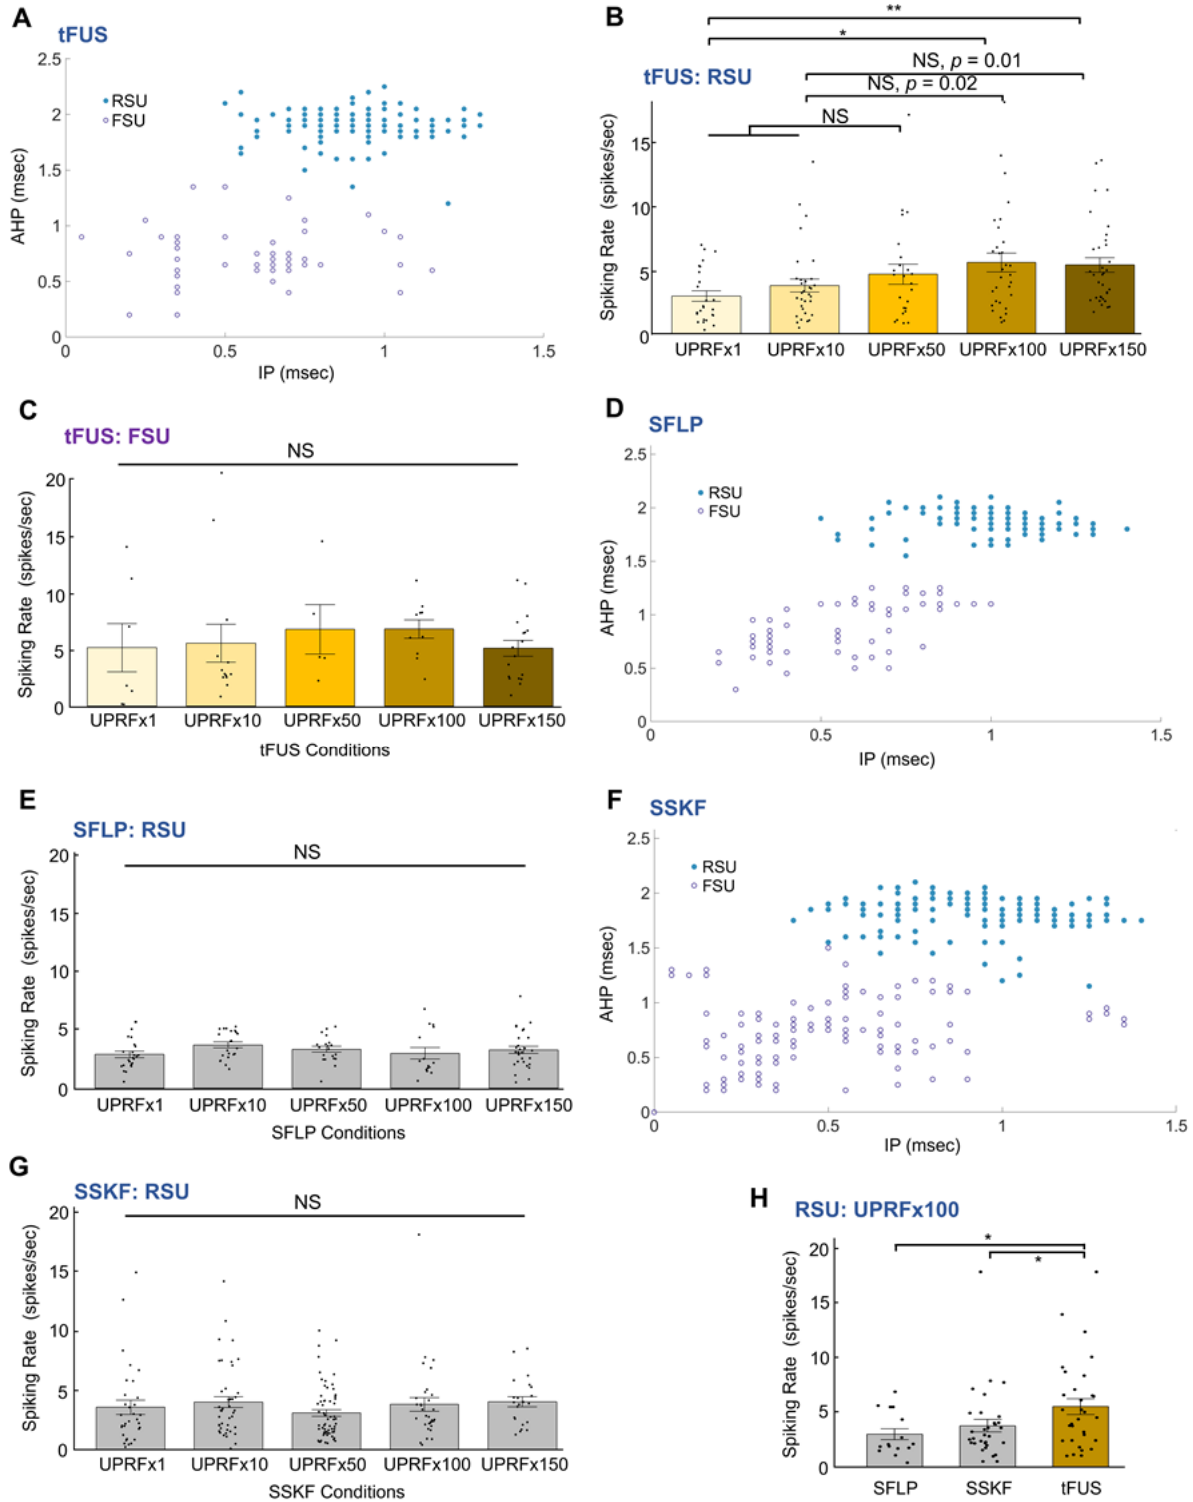 A
tFUS
2.5
2
1.5
1
0.5
0
AHP (msec)
RSU
FSU
0
0.5
1
1.5
IP (msec)
B
**
*
NS, p = 0.01
tFUS: RSU
NS, p = 0.02
NS
15
10
5
0
Spiking Rate (spikes/sec)
UPRFx1 UPRFx10 UPRFx50 UPRFx100 UPRFx150
C
tFUS: FSU
NS
20
15
10
5
0
Spiking Rate (spikes/sec)
UPRFx1 UPRFx10 UPRFx50 UPRFx100 UPRFx150
tFUS Conditions
D
SFLP
2.5
2
1.5
1
0.5
0
AHP (msec)
RSU
FSU
0
0.5
1
1.5
IP (msec)
E
SFLP: RSU
NS
20
15
10
5
0
Spiking Rate (spikes/sec)
UPRFx1 UPRFx10 UPRFx50 UPRFx100 UPRFx150
SFLP Conditions
F
SSKF
2.5
2
1.5
1
0.5
0
AHP (msec)
RSU
FSU
0
0.5
1
1.5
IP (msec)
G
SSKF: RSU
NS
20
15
10
5
0
Spiking Rate (spikes/sec)
UPRFx1 UPRFx10 UPRFx50 UPRFx100 UPRFx150
SSKF Conditions
H
RSU: UPRFx100
*
*
20
15
10
5
0
Spiking Rate (spikes/sec)
SFLP SSKF tFUS